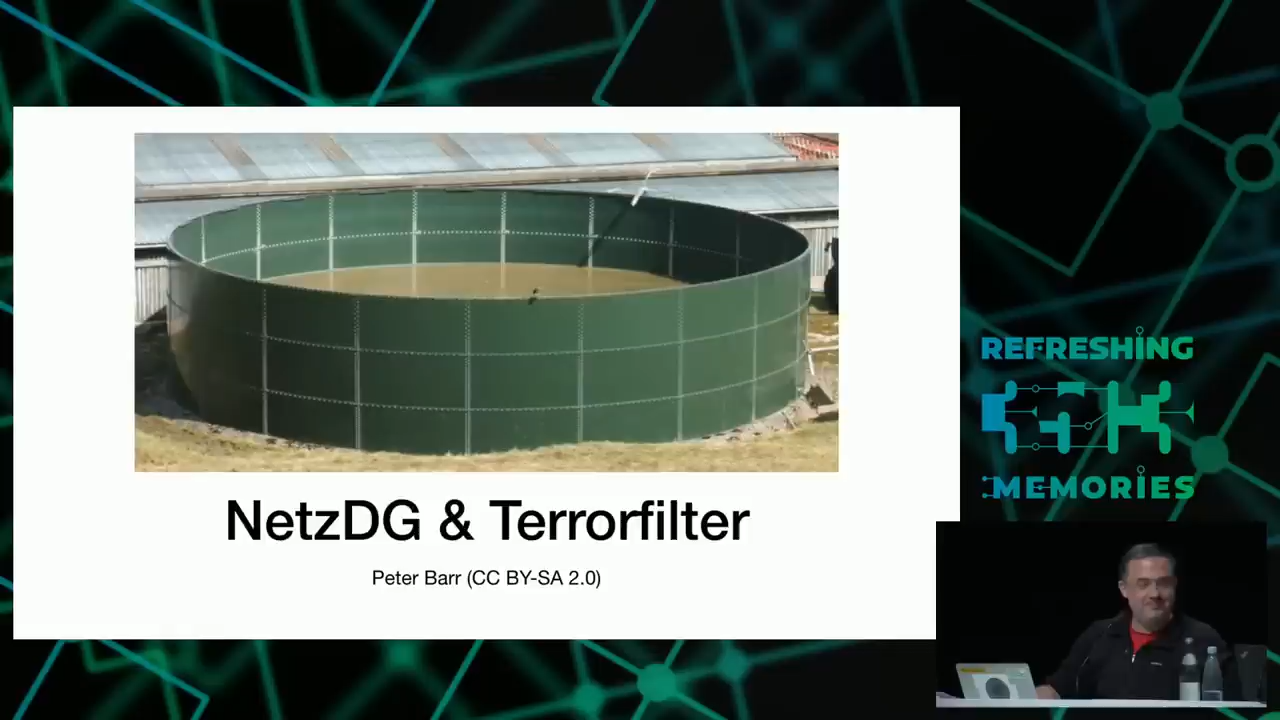 NetzDG & Terrorfilter
Peter Barr (CC BY-SA 2.0)
REFRESHING
MEMORIES